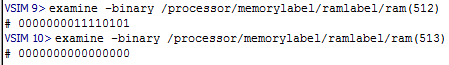 VSIM 9> examine -binary /processor/memorylabel/ramlabel/ram(512)
# 0000000011110101
VSIM 10> examine -binary /processor/memorylabel/ramlabel/ram(513)
# 0000000000000000